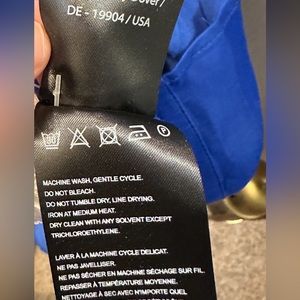 Dover/
DE - 19904 / USA
P
MACHINE WASH, GENTLE CYCLE.
DO NOT BLEACH.
DO NOT TUMBLE DRY, LINE DRYING.
IRON AT MEDIUM HEAT.
DRY CLEAN WITH ANY SOLVENT EXCEPT
TRICHLOROETHYLENE.
LAVER À LA MACHINE CYCLE DÉLICAT.
NE PAS JAVELLISER.
NE PAS SÉCHER EN MACHINE SÉCHAGE SUR FIL.
REPASSER À TEMPÉRATURE MOYENNE.
NETTOYAGE À SEC AVEC N'IMPORTE QUEL